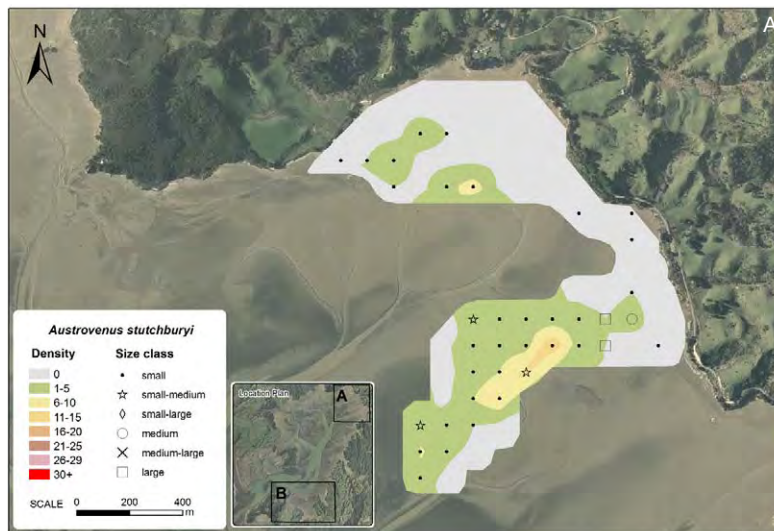 A
N
Austrovenus stutchburyi
Density Size class
0 small
1-5 small-medium
6-10 small-large
11-15 medium
16-20 medium-large
21-25 large
26-29
30+
SCALE 0 200 400
m
Location Plan
A
B